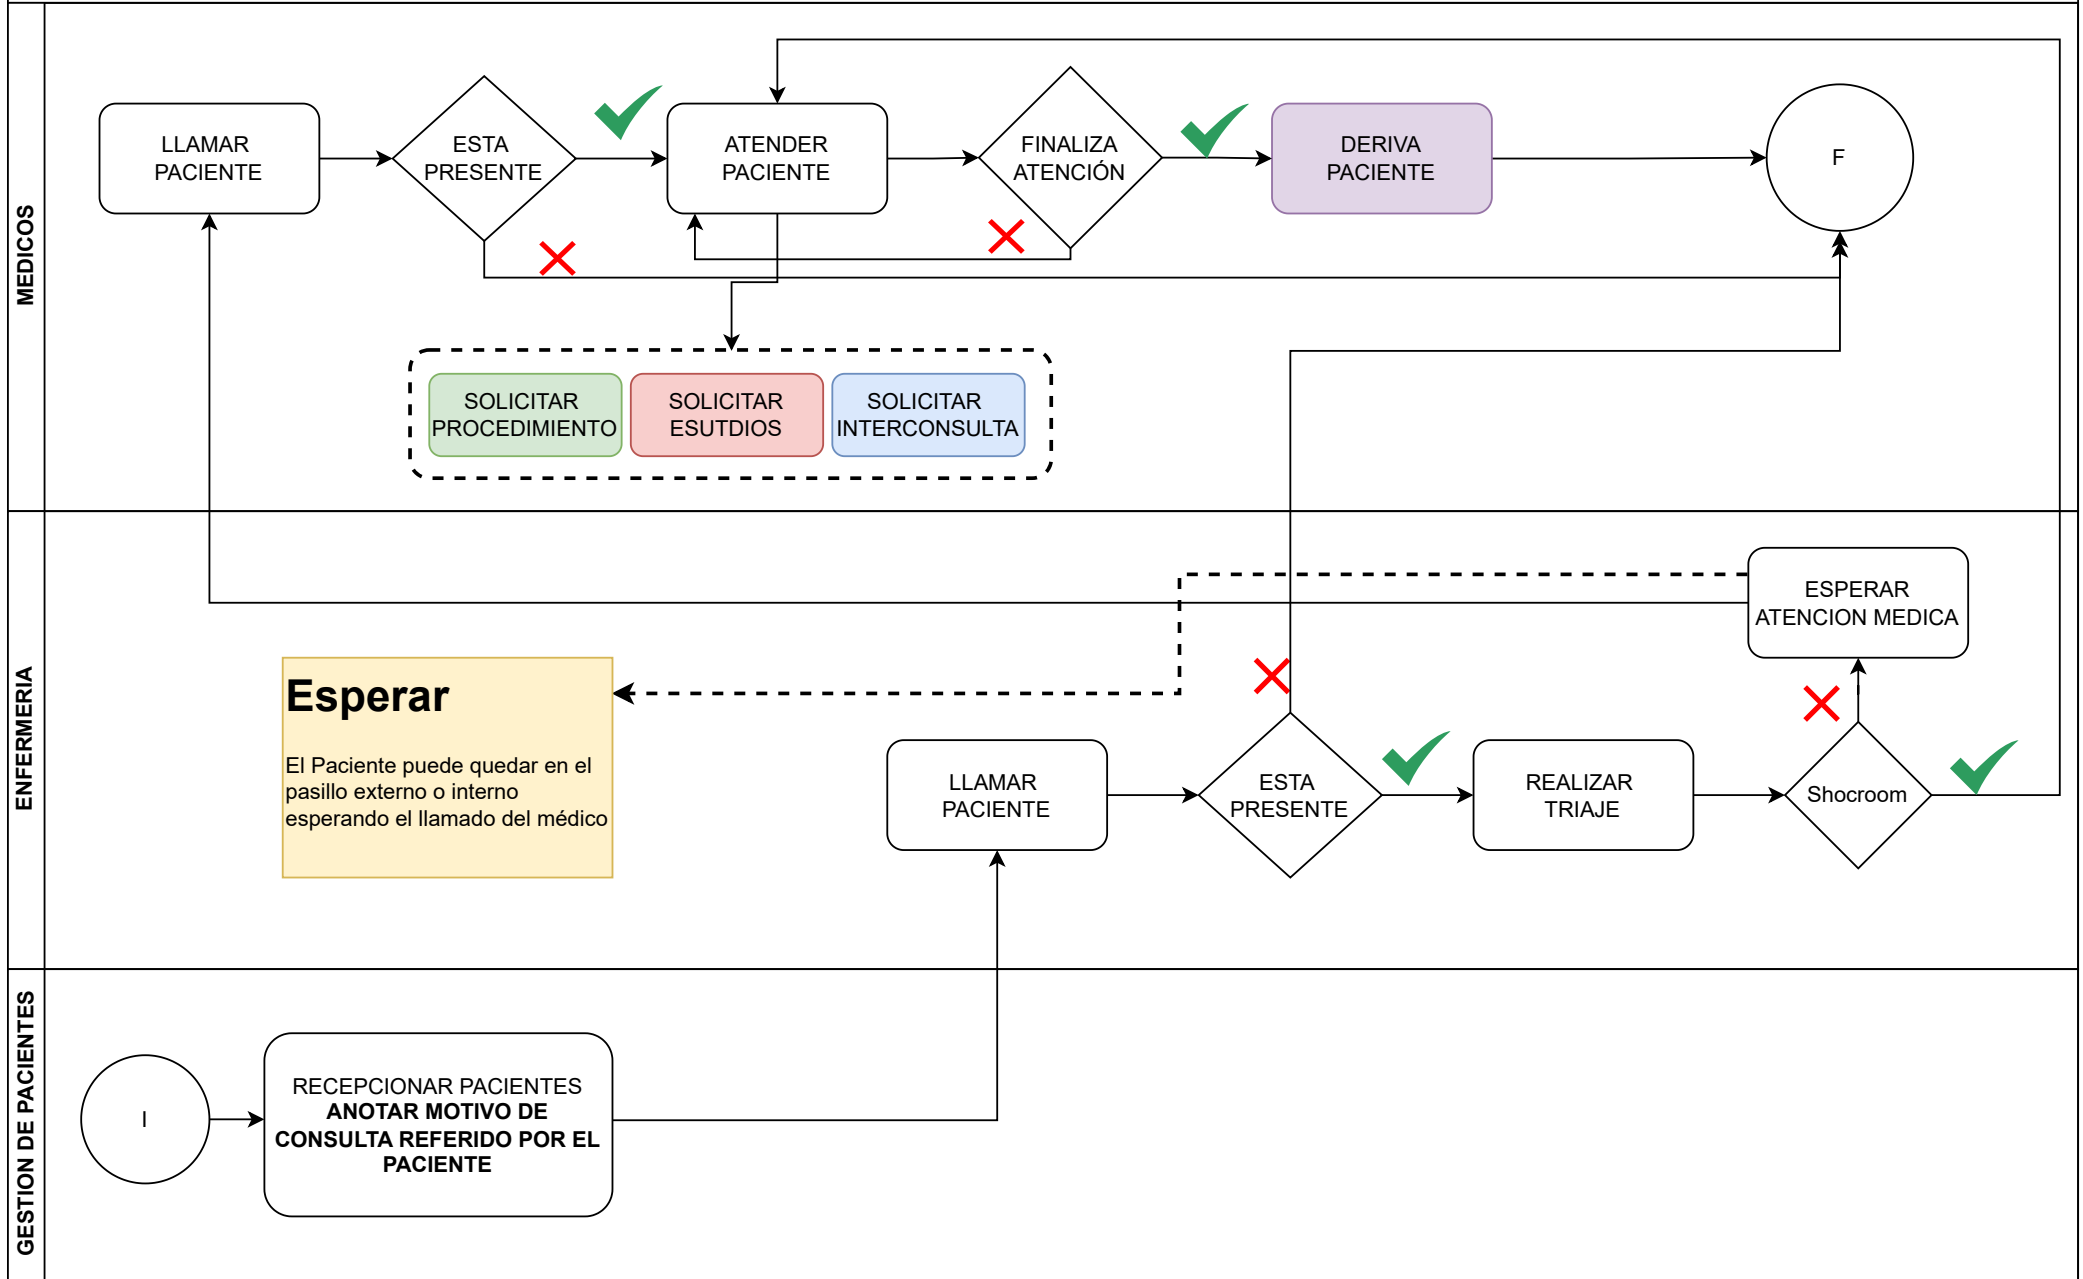 MEDICOS
LLAMAR
PACIENTE
ESTA
PRESENTE
ATENDER
PACIENTE
FINALIZA
ATENCIÓN
DERIVA
PACIENTE
F
SOLICITAR
PROCEDIMIENTO
SOLICITAR
ESUTDIOS
SOLICITAR
INTERCONSULTA
ENFERMERIA
ESPERAR
ATENCION MEDICA
Esperar
El Paciente puede quedar en el
pasillo externo o interno
esperando el llamado del médico
LLAMAR
PACIENTE
ESTA
PRESENTE
REALIZAR
TRIAJE
Shocroom
GESTION DE PACIENTES
I
RECEPCIONAR PACIENTES
ANOTAR MOTIVO DE
CONSULTA REFERIDO POR EL
PACIENTE